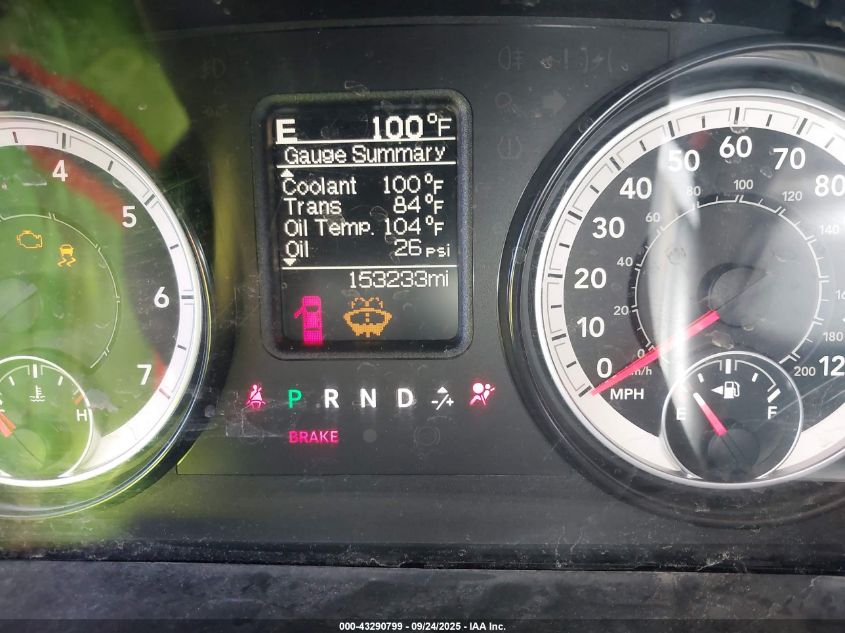 E 100°F
Gauge Summary
Coolant 100°F
Trans 84°F
Oil Temp. 104°F
Oil 26 psi
153233mi
P R N D -/+
BRAKE
4
5
6
7
H
0
10
20
30
40
50
60
70
80
12
MPH
km/h
0
20
40
60
80
100
120
140
180
200
E F
000-43290799 - 09/24/2025 - IAA Inc.